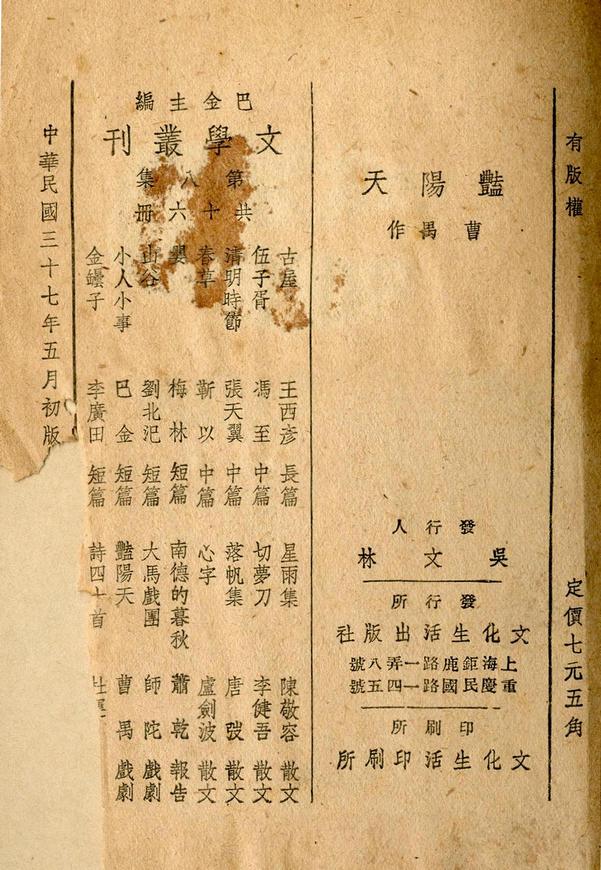 有版權
定價七元五角
豔陽天
曹禺作
發行人
吳文林
發行所
文化生活出版社
上海鉅鹿路一弄八號
重慶民國路一四五號
印刷所
文化生活印刷所
巴金主編
文學叢刊
第八集
共十六冊
古屋 王西彥 長篇
伍子胥 馮至 中篇
清明時節 張天翼 中篇
春草 靳以 中篇
嬰 梅林 短篇
山谷 劉北汜 短篇
小人小事 巴金 短篇
金罎子 李廣田 短篇
星雨集 陳敬容 散文
切夢刀 李健吾 散文
落帆集 唐弢 散文
心字 盧劍波 散文
南德的暮秋 蕭乾 報告
大馬戲團 師陀 戲劇
豔陽天 曹禺 戲劇
詩四十首
中華民國三十七年五月初版